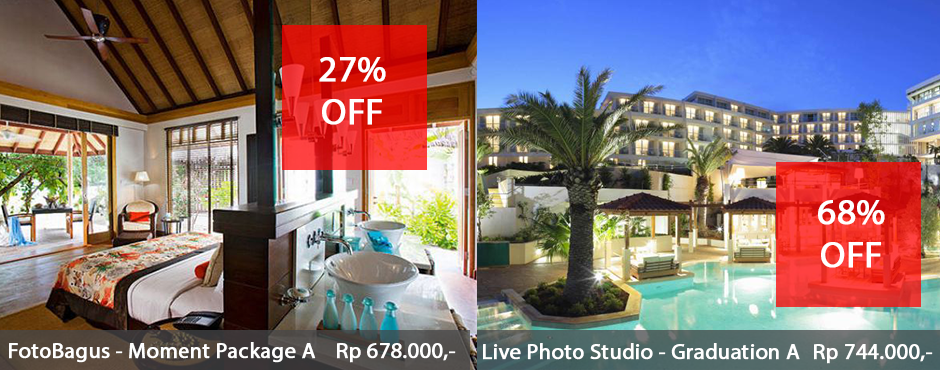 27%
OFF
68%
OFF
FotoBagus - Moment Package A Rp 678.000,-
Live Photo Studio - Graduation A Rp 744.000,-